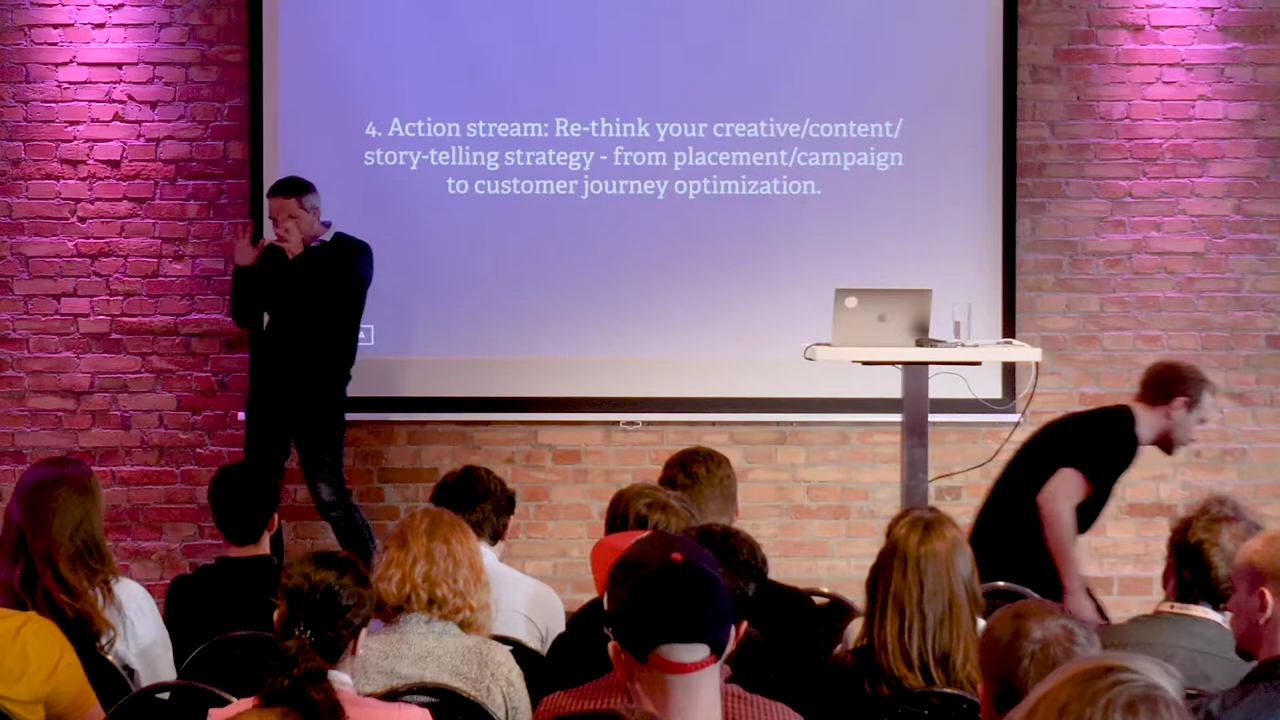 4. Action stream: Re-think your creative/content/
story-telling strategy - from placement/campaign
to customer journey optimization.